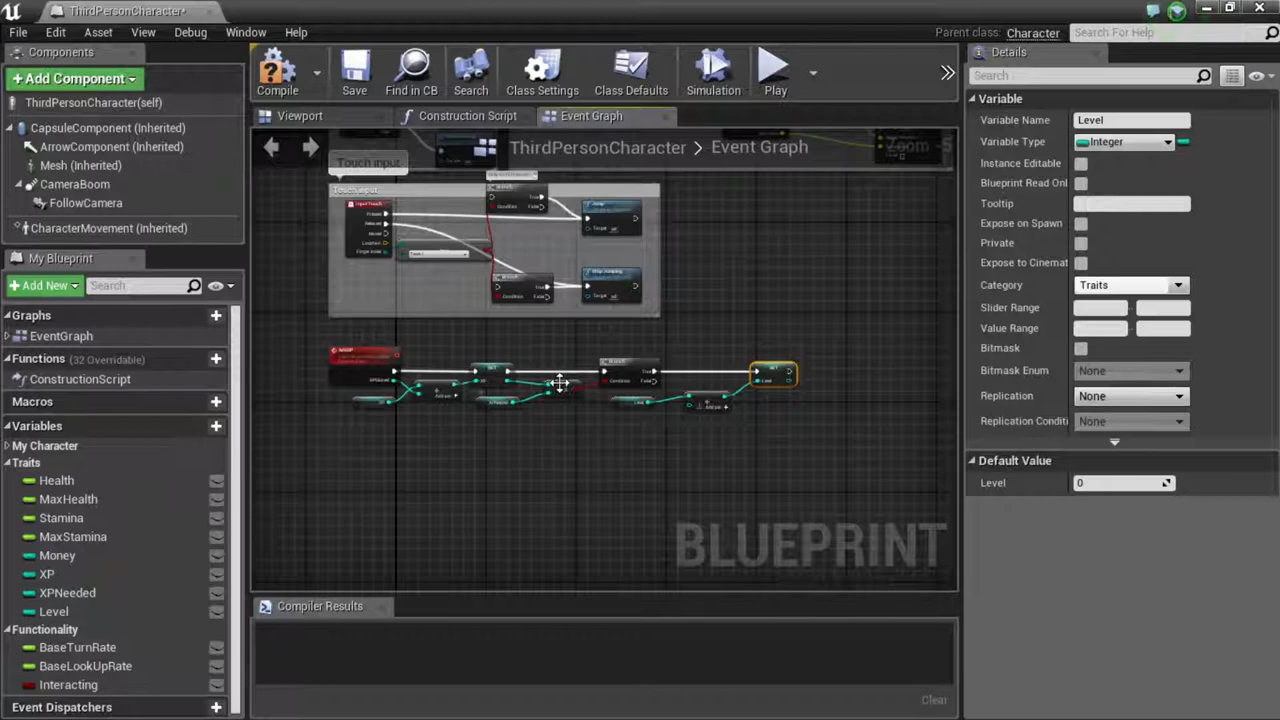 ThirdPersonCharacter*
File Edit Asset View Debug Window Help
Parent class: Character
Search For Help
Components
+Add Component
ThirdPersonCharacter(self)
CapsuleComponent (Inherited)
ArrowComponent (Inherited)
Mesh (Inherited)
CameraBoom
FollowCamera
CharacterMovement (Inherited)
My Blueprint
+Add New
Search
Graphs
EventGraph
Functions (32 Overridable)
ConstructionScript
Macros
Variables
My Character
Traits
Health
MaxHealth
Stamina
MaxStamina
Money
XP
XPNeeded
Level
Functionality
BaseTurnRate
BaseLookUpRate
Interacting
Event Dispatchers
Compile
Save
Find in CB
Search
Class Settings
Class Defaults
Simulation
Play
Viewport
Construction Script
Event Graph
ThirdPersonCharacter > Event Graph
Zoom -5
Touch input
Touch input
BLUEPRINT
Compiler Results
Clear
Details
Search
Variable
Variable Name Level
Variable Type Integer
Instance Editable
Blueprint Read Onl
Tooltip
Expose on Spawn
Private
Expose to Cinemat
Category Traits
Slider Range
Value Range
Bitmask
Bitmask Enum None
Replication None
Replication Conditi None
Default Value
Level 0